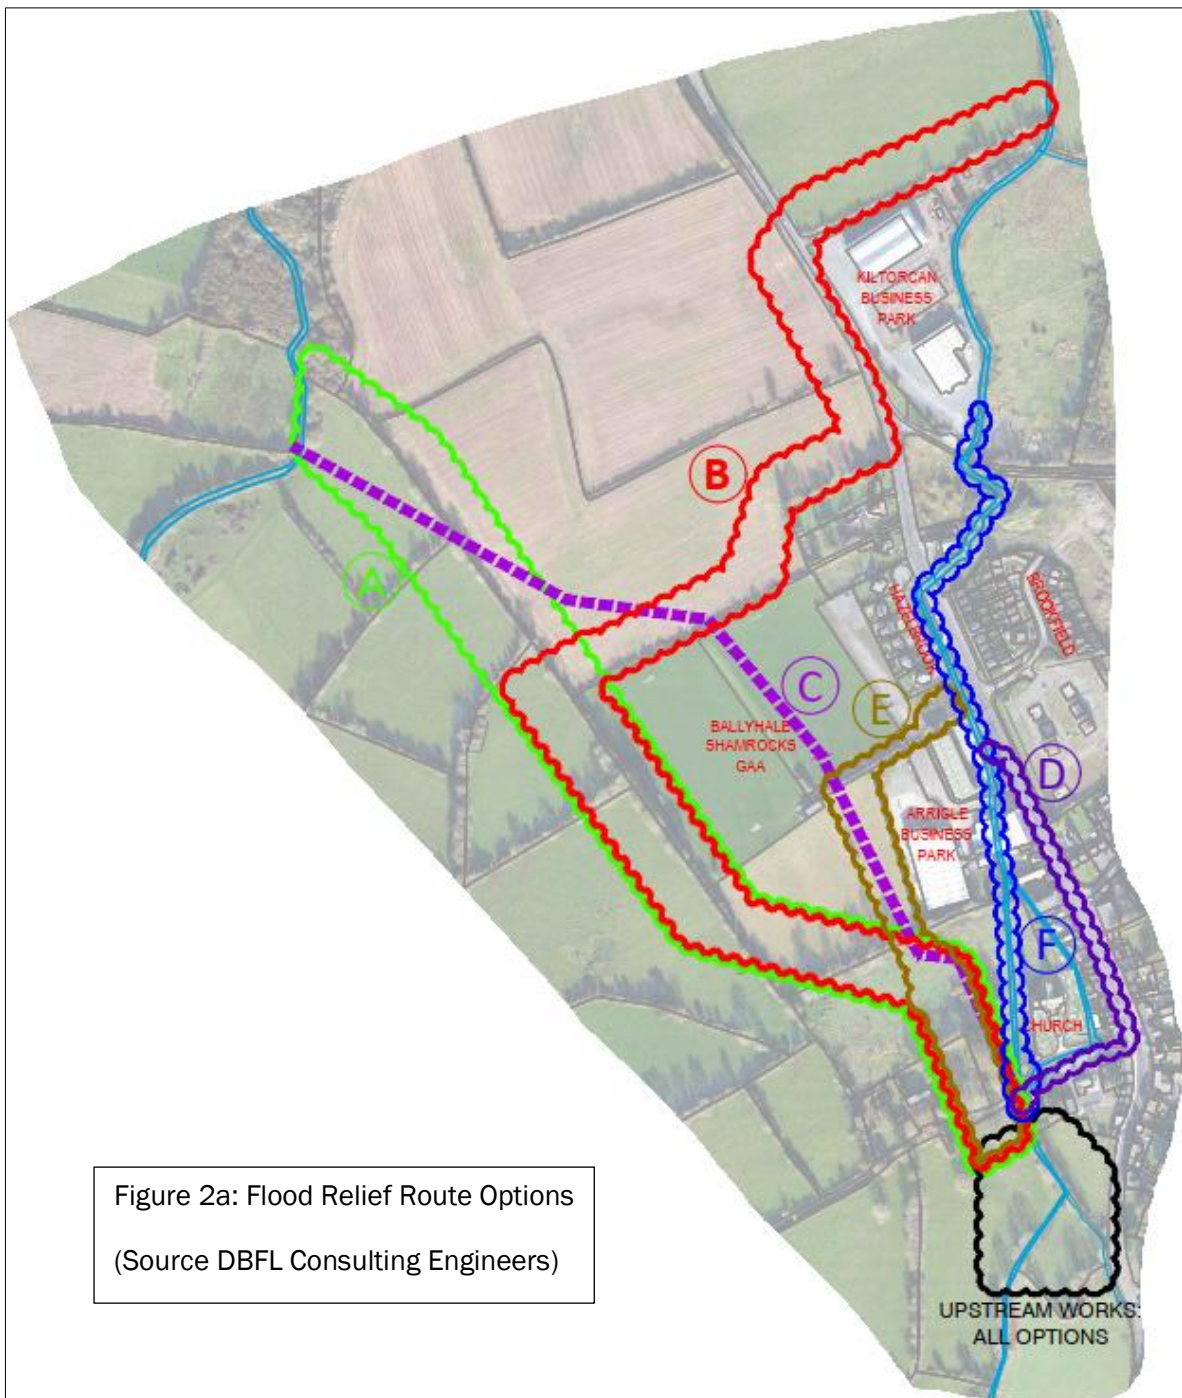 KILTORCAN
BUSINESS
PARK
B
A
HAZELBROOK
BROOKFIELD
C
E
BALLYHALE
SHAMROCKS
GAA
D
ARRIGLE
BUSINESS
PARK
F
HURCH
Figure 2a: Flood Relief Route Options
(Source DBFL Consulting Engineers)
UPSTREAM WORKS:
ALL OPTIONS